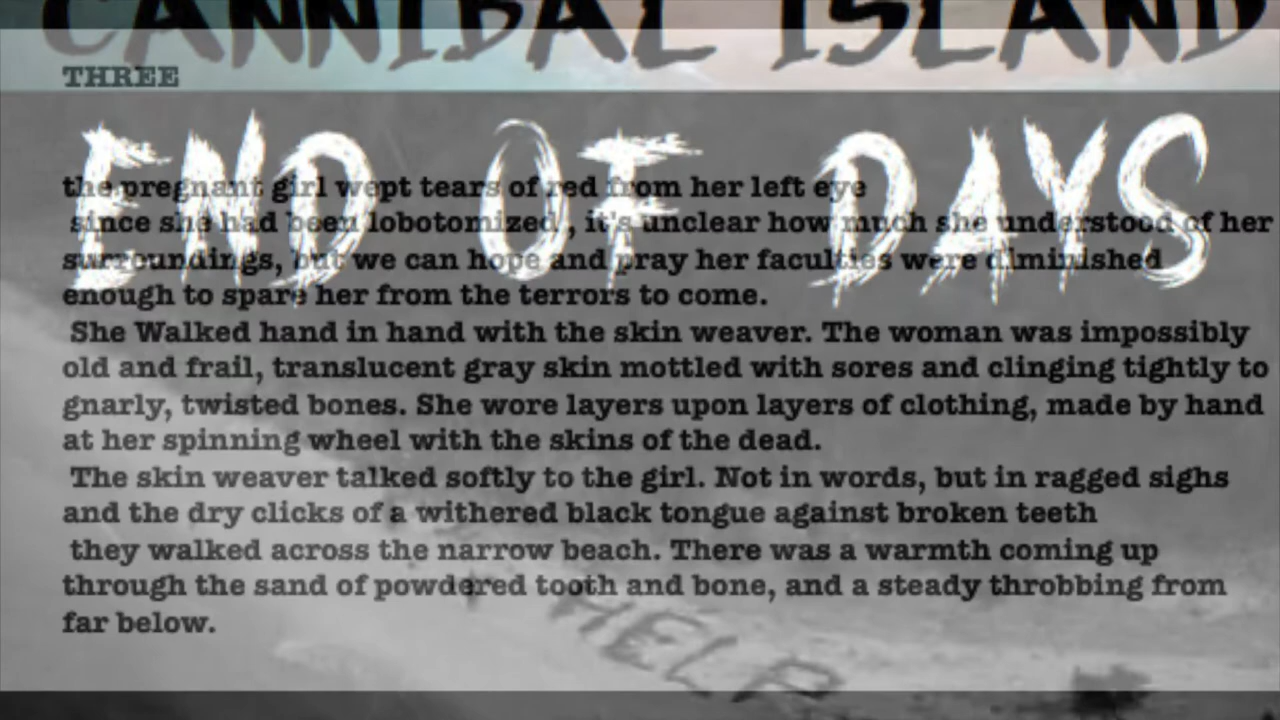 CANNIBAL ISLAND
THREE
END OF DAYS
the pregnant girl wept tears of red from her left eye
since she had been lobotomized, it's unclear how much she understood of her
surroundings, but we can hope and pray her faculties were diminished
enough to spare her from the terrors to come.
She Walked hand in hand with the skin weaver. The woman was impossibly
old and frail, translucent gray skin mottled with sores and clinging tightly to
gnarly, twisted bones. She wore layers upon layers of clothing, made by hand
at her spinning wheel with the skins of the dead.
The skin weaver talked softly to the girl. Not in words, but in ragged sighs
and the dry clicks of a withered black tongue against broken teeth
they walked across the narrow beach. There was a warmth coming up
through the sand of powdered tooth and bone, and a steady throbbing from
far below.
HELP